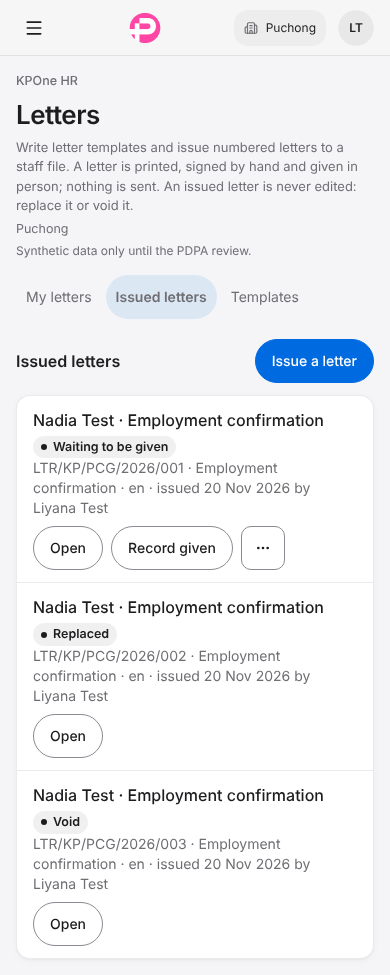 Puchong
LT
KPOne HR
Letters
Write letter templates and issue numbered letters to a
staff file. A letter is printed, signed by hand and given in
person; nothing is sent. An issued letter is never edited:
replace it or void it.
Puchong
Synthetic data only until the PDPA review.
My letters
Issued letters
Templates
Issued letters
Issue a letter
Nadia Test · Employment confirmation
Waiting to be given
LTR/KP/PCG/2026/001 · Employment
confirmation · en · issued 20 Nov 2026 by
Liyana Test
Open
Record given
Nadia Test · Employment confirmation
Replaced
LTR/KP/PCG/2026/002 · Employment
confirmation · en · issued 20 Nov 2026 by
Liyana Test
Open
Nadia Test · Employment confirmation
Void
LTR/KP/PCG/2026/003 · Employment
confirmation · en · issued 20 Nov 2026 by
Liyana Test
Open